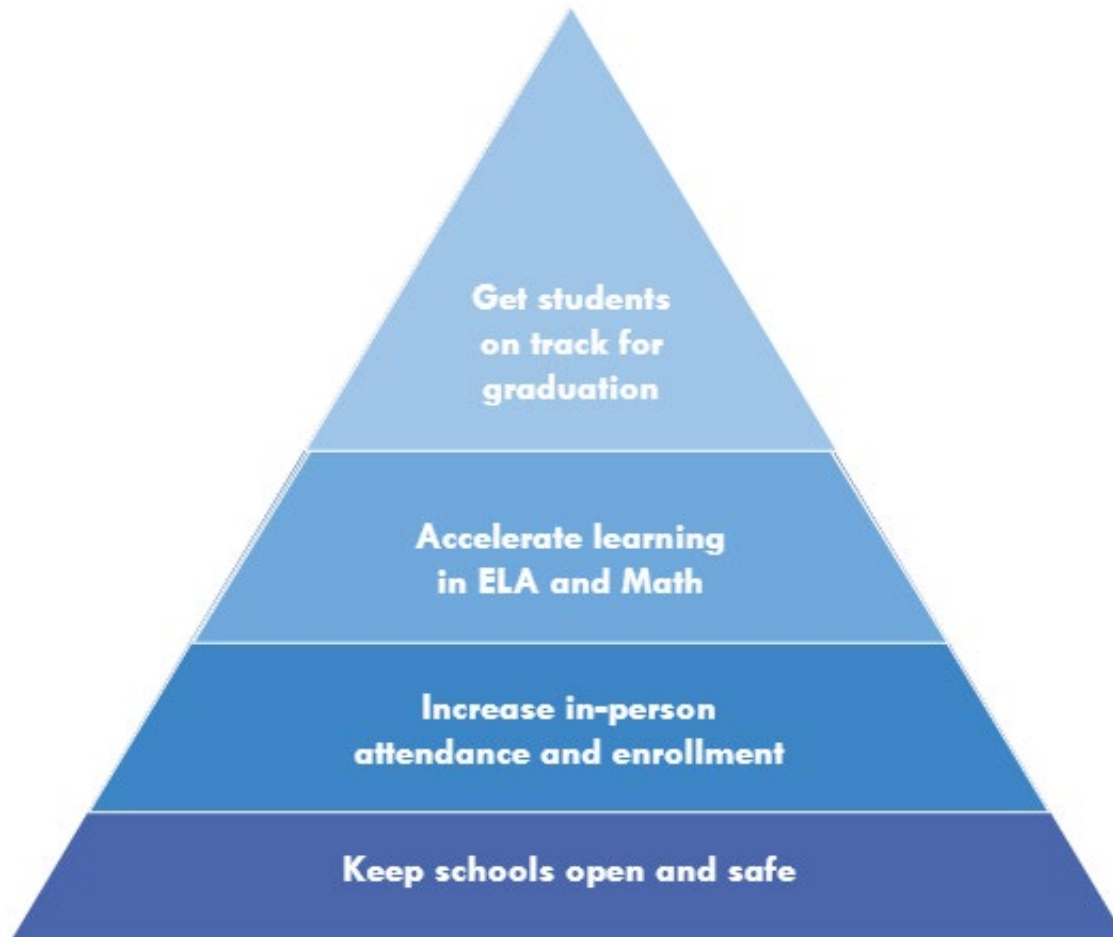 Get students
on track for
graduation
Accelerate learning
in ELA and Math
Increase in-person
attendance and enrollment
Keep schools open and safe